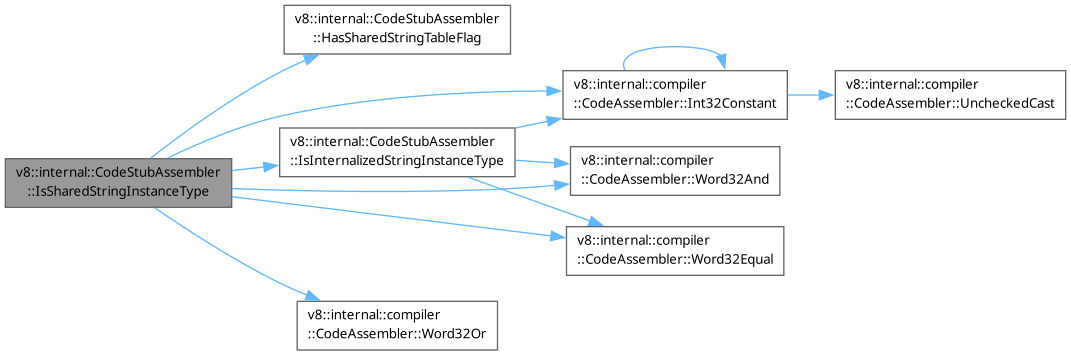 v8::internal::CodeStubAssembler
::HasSharedStringTableFlag
v8::internal::compiler
::CodeAssembler::Int32Constant
v8::internal::compiler
::CodeAssembler::UncheckedCast
v8::internal::CodeStubAssembler
::IsInternalizedStringInstanceType
v8::internal::compiler
::CodeAssembler::Word32And
v8::internal::CodeStubAssembler
::IsSharedStringInstanceType
v8::internal::compiler
::CodeAssembler::Word32Equal
v8::internal::compiler
::CodeAssembler::Word32Or